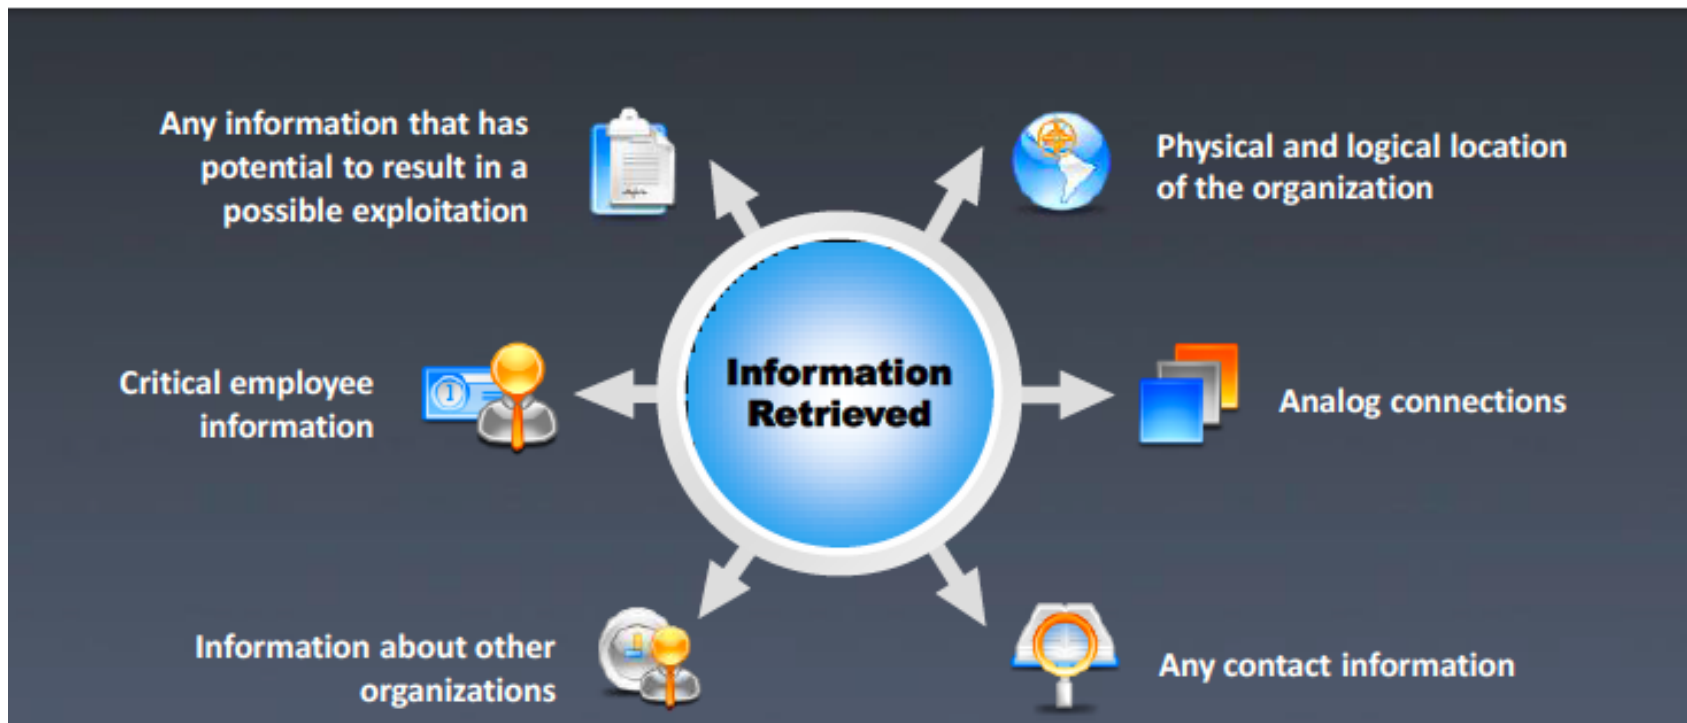 Any information that has
potential to result in a
possible exploitation
Physical and logical location
of the organization
Critical employee
information
Information
Retrieved
Analog connections
Information about other
organizations
Any contact information